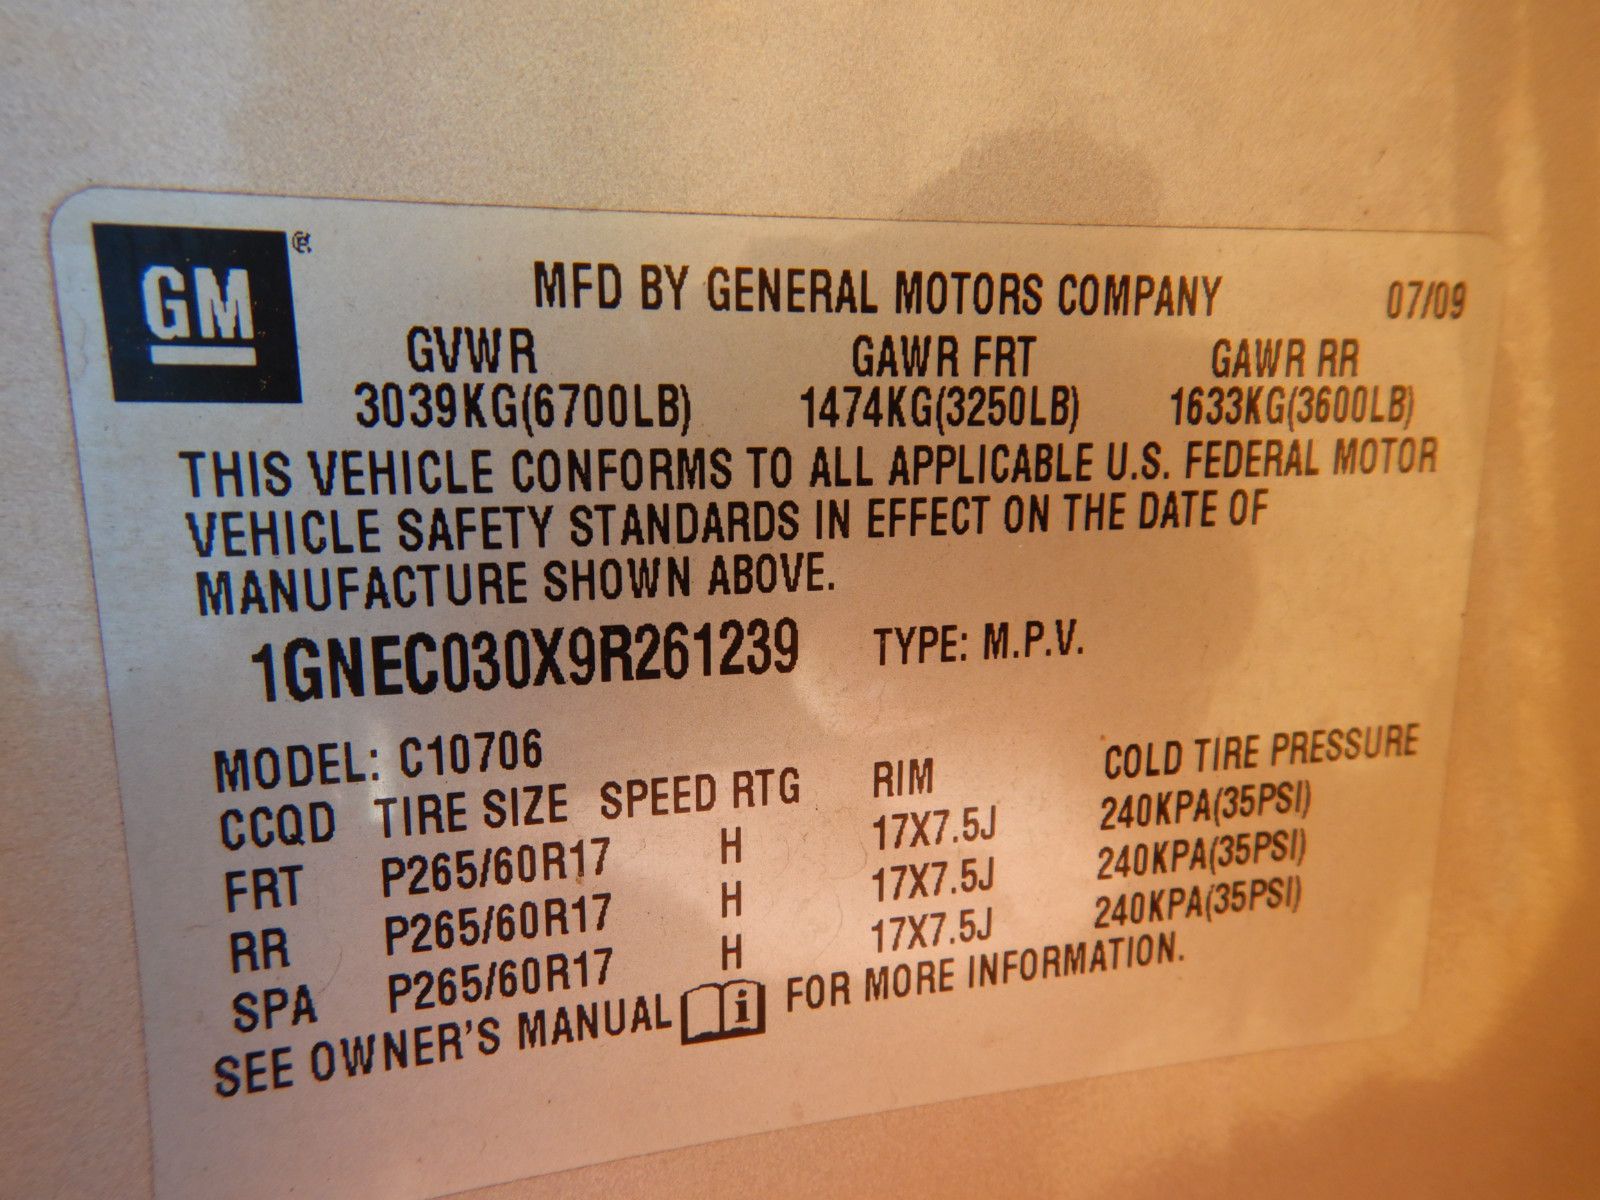 GM
MFD BY GENERAL MOTORS COMPANY 07/09
GVWR GAWR FRT GAWR RR
3039KG(6700LB) 1474KG(3250LB) 1633KG(3600LB)
THIS VEHICLE CONFORMS TO ALL APPLICABLE U.S. FEDERAL MOTOR
VEHICLE SAFETY STANDARDS IN EFFECT ON THE DATE OF
MANUFACTURE SHOWN ABOVE.
1GNEC030X9R261239 TYPE: M.P.V.
MODEL: C10706
CCQD TIRE SIZE SPEED RTG RIM COLD TIRE PRESSURE
FRT P265/60R17 H 17X7.5J 240KPA(35PSI)
RR P265/60R17 H 17X7.5J 240KPA(35PSI)
SPA P265/60R17 H 17X7.5J 240KPA(35PSI)
SEE OWNER'S MANUAL i FOR MORE INFORMATION.